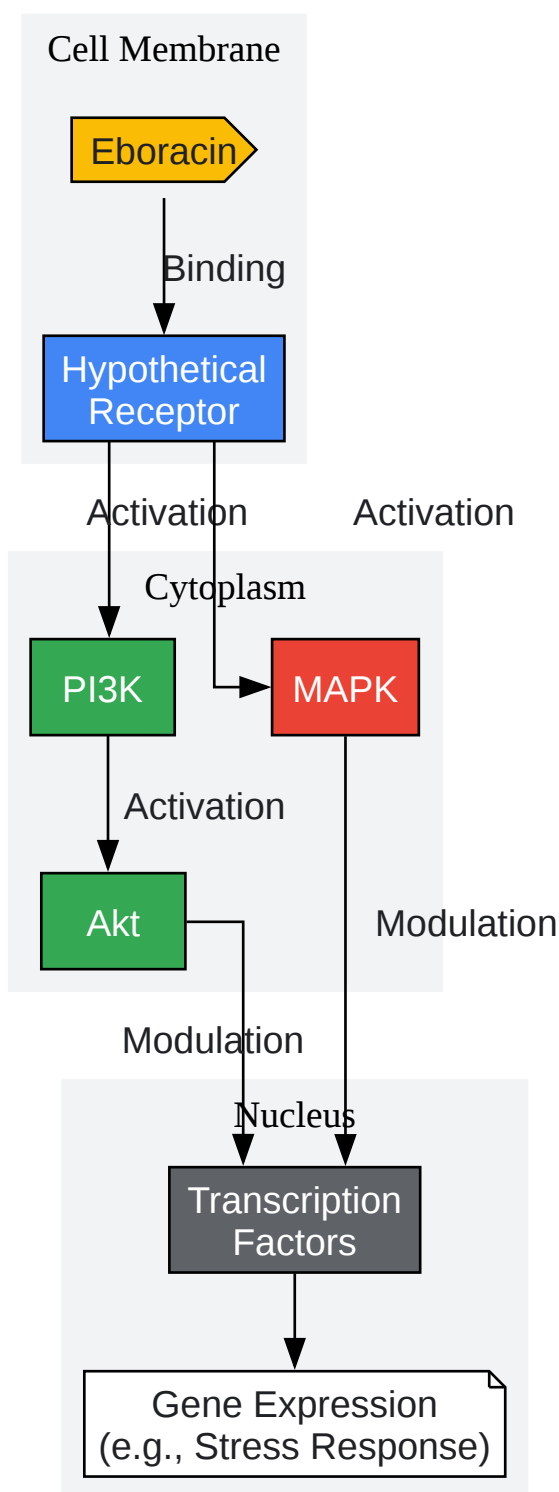 Cell Membrane
Eboracin
Binding
Hypothetical
Receptor
Activation
Activation
Cytoplasm
PI3K
MAPK
Activation
Akt
Modulation
Modulation
Nucleus
Transcription
Factors
Gene Expression
(e.g., Stress Response)